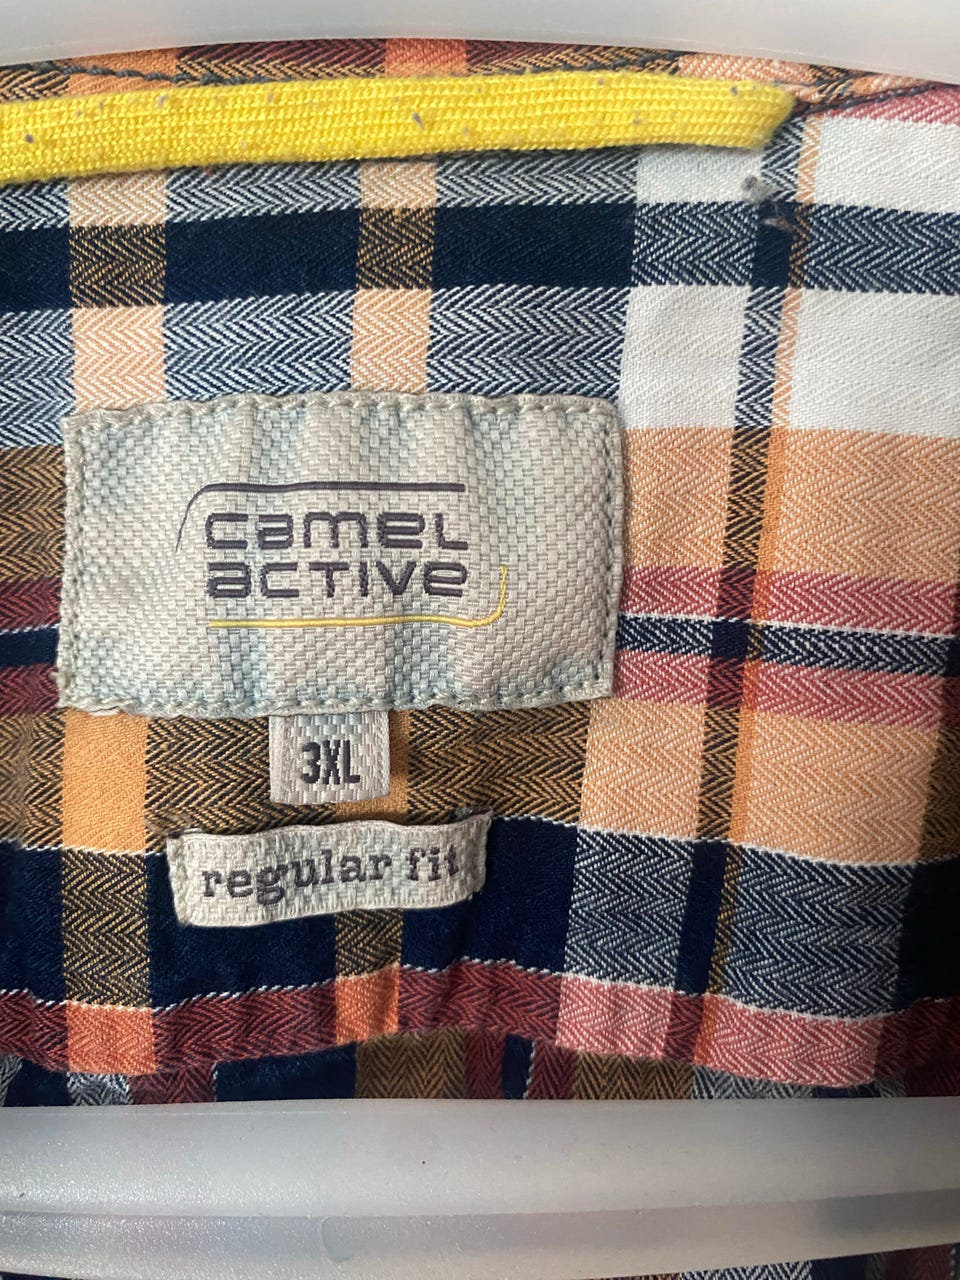 camel
active
3XL
regular fit